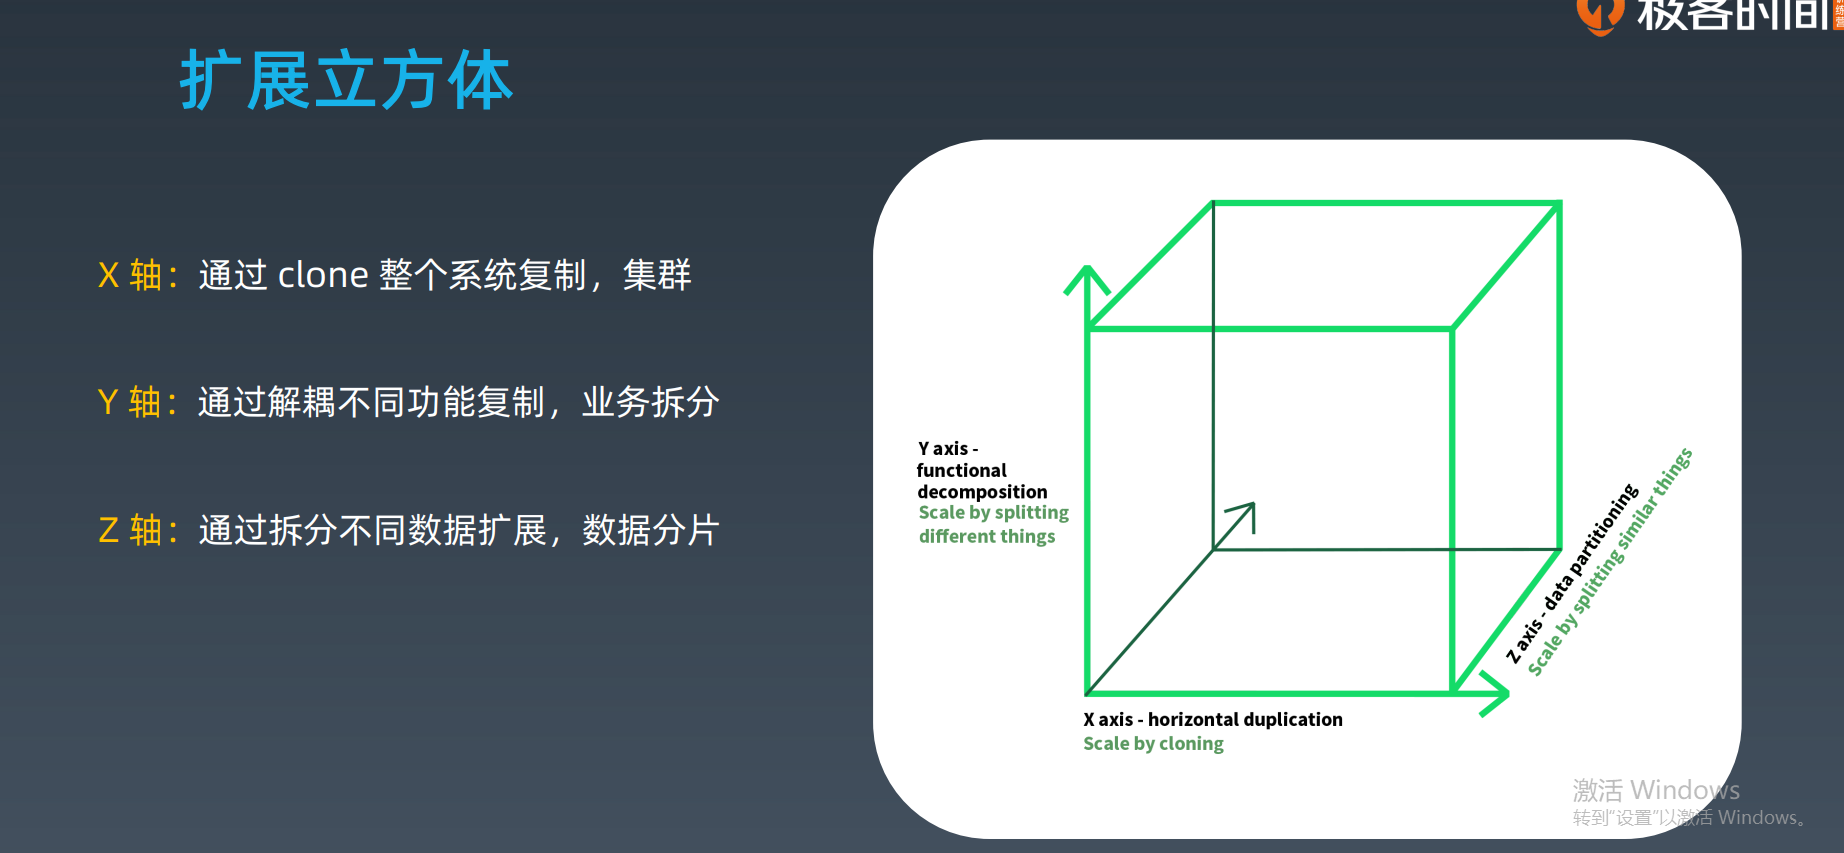 极客时间
训练营
扩展立方体
X 轴：通过 clone 整个系统复制，集群
Y 轴：通过解耦不同功能复制，业务拆分
Z 轴：通过拆分不同数据扩展，数据分片
Y axis -
functional
decomposition
Scale by splitting
different things
Z axis - data partitioning
Scale by splitting similar things
X axis - horizontal duplication
Scale by cloning
激活 Windows
转到“设置”以激活 Windows。